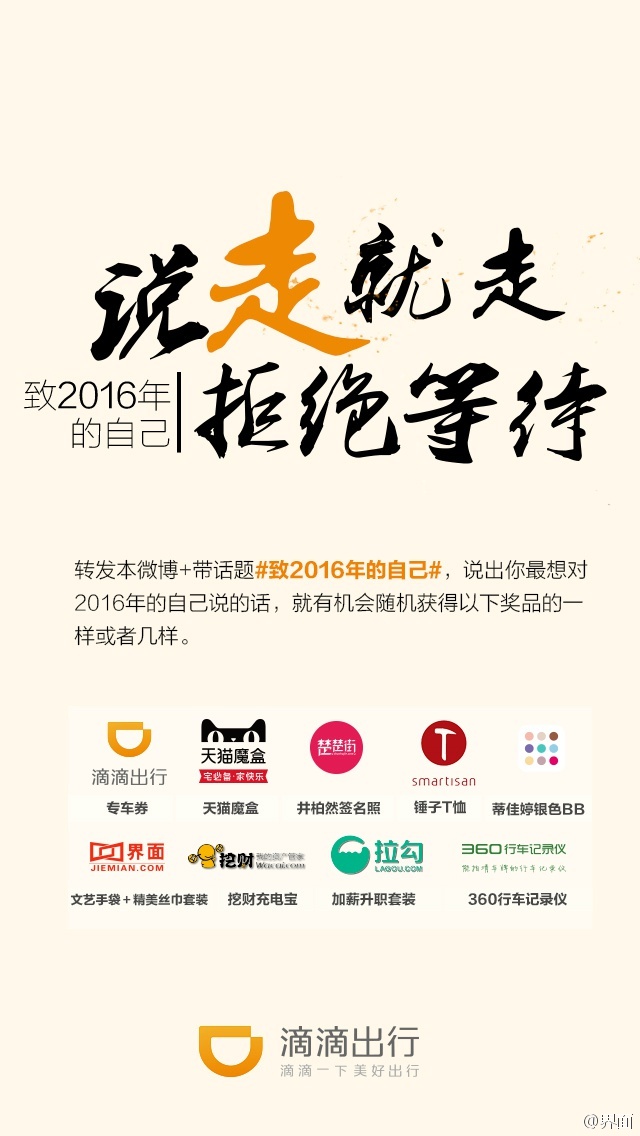 说走就走
致2016年
的自己
拒绝等待
转发本微博+带话题#致2016年的自己#，说出你最想对
2016年的自己说的话，就有机会随机获得以下奖品的一
样或者几样。
滴滴出行
天猫魔盒
宅必备·家快乐
楚楚街
smartisan
专车券
天猫魔盒
井柏然签名照
锤子T恤
蒂佳婷银色BB
界面
JIEMIAN.COM
挖财
我的资产管家
Wacai.com
拉勾
LAGOU.COM
360行车记录仪
文艺手袋+精美丝巾套装
挖财充电宝
加薪升职套装
360行车记录仪
滴滴出行
滴滴一下 美好出行
@界面